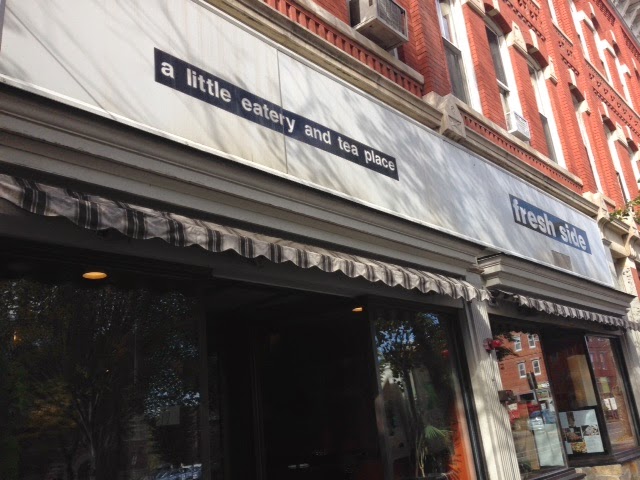 a little eatery and tea place
fresh side